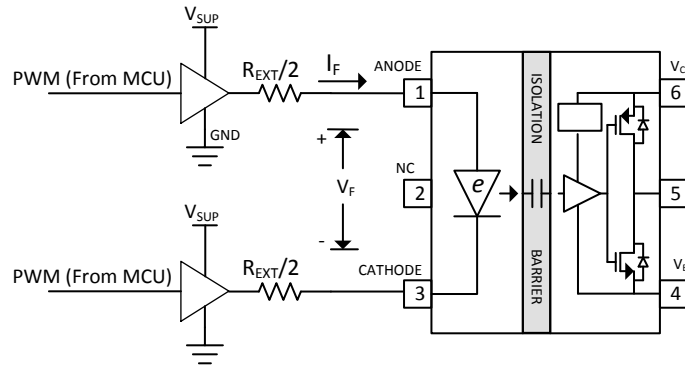 VSUP
PWM (From MCU)
REXT/2
IF
GND
ANODE
1
+
VF
-
NC
2
e
ISOLATION
BARRIER
VC
6
5
VSUP
PWM (From MCU)
REXT/2
CATHODE
3
4